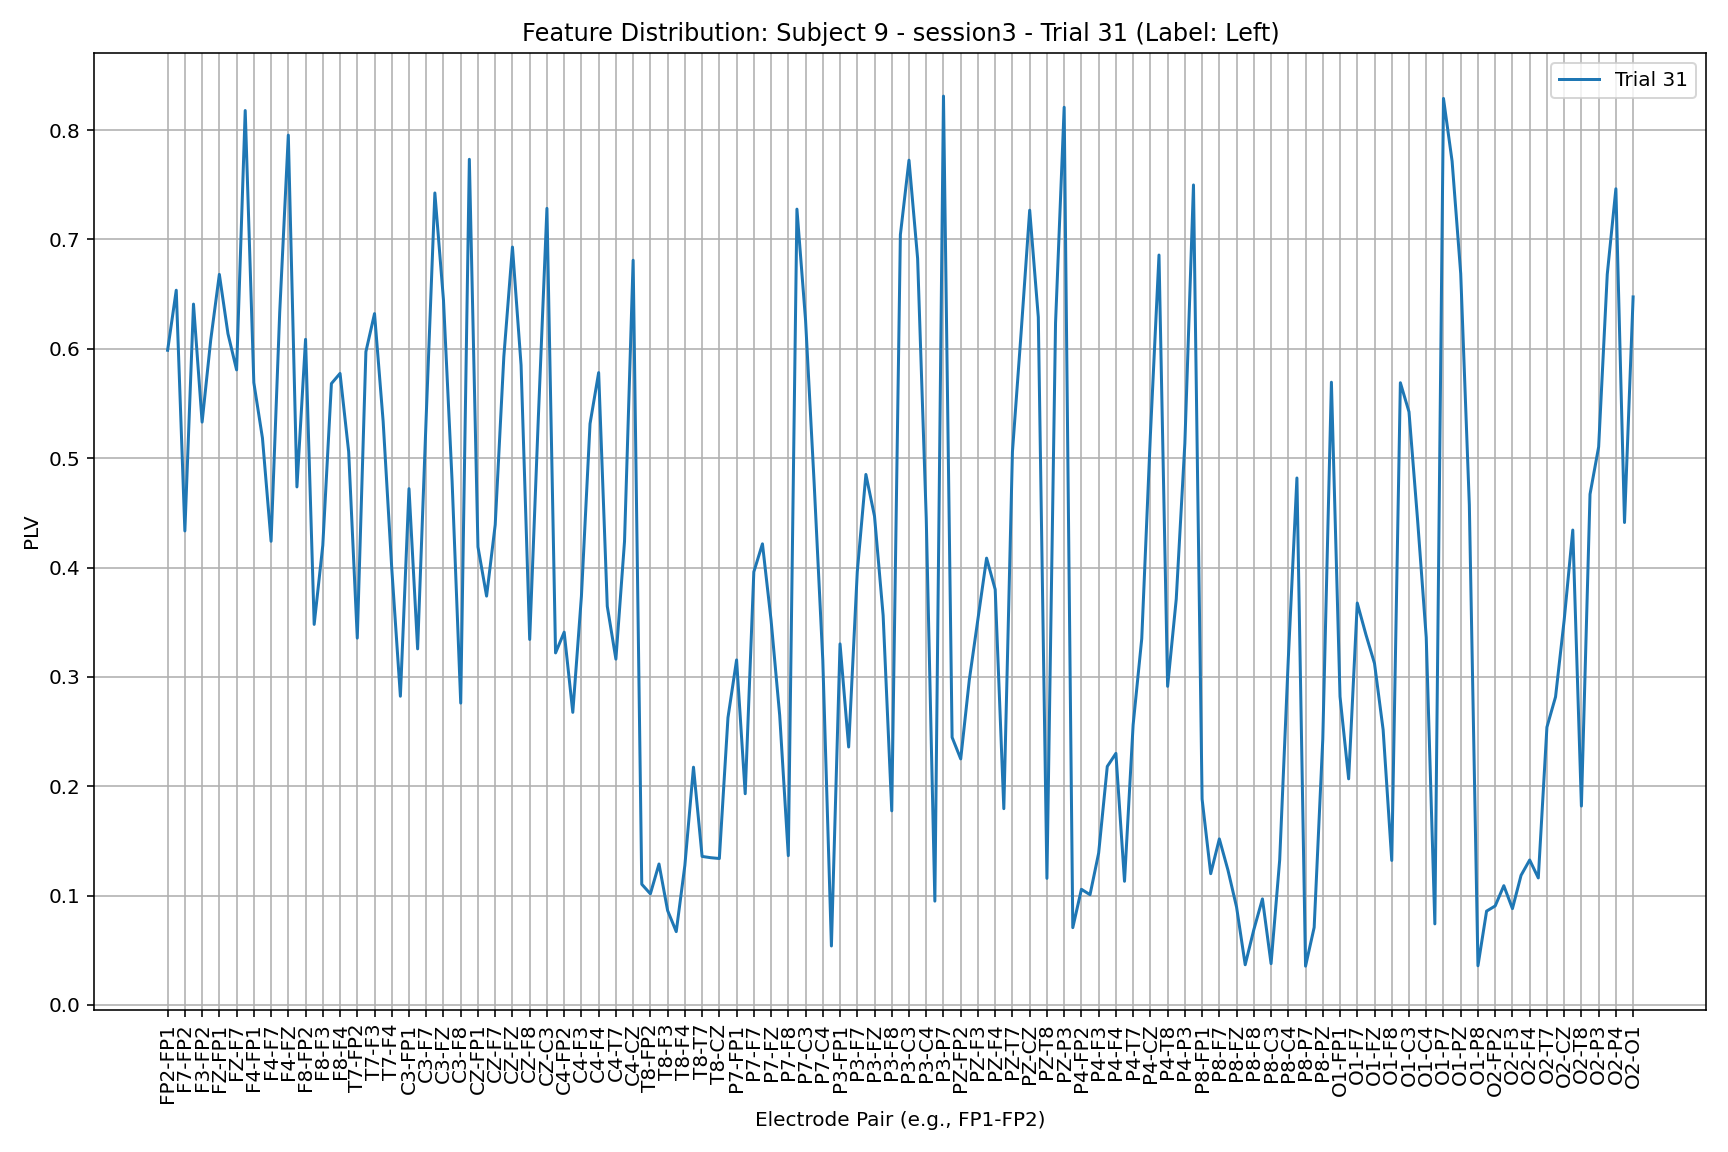 Feature Distribution: Subject 9 - session3 - Trial 31 (Label: Left)
Trial 31
PLV
0.8
0.7
0.6
0.5
0.4
0.3
0.2
0.1
0.0
FP2-FP1
F7-FP2
F3-FP2
FZ-FP1
FZ-F7
F4-FP1
F4-F7
F4-FZ
F8-FP2
F8-F3
F8-F4
T7-FP2
T7-F3
T7-F4
C3-FP1
C3-F7
C3-FZ
C3-F8
CZ-FP1
CZ-F7
CZ-FZ
CZ-F8
CZ-C3
C4-FP2
C4-F3
C4-F4
C4-T7
C4-CZ
T8-FP2
T8-F3
T8-F4
T8-T7
T8-CZ
P7-FP1
P7-F7
P7-FZ
P7-F8
P7-C3
P7-C4
P3-FP1
P3-F7
P3-FZ
P3-F8
P3-C3
P3-C4
P3-P7
PZ-FP2
PZ-F3
PZ-F4
PZ-T7
PZ-CZ
PZ-T8
PZ-P3
P4-FP2
P4-F3
P4-F4
P4-T7
P4-CZ
P4-T8
P4-P3
P8-FP1
P8-F7
P8-FZ
P8-F8
P8-C3
P8-C4
P8-P7
P8-PZ
O1-FP1
O1-F7
O1-FZ
O1-F8
O1-C3
O1-C4
O1-P7
O1-PZ
O1-P8
O2-FP2
O2-F3
O2-F4
O2-T7
O2-CZ
O2-T8
O2-P3
O2-P4
O2-O1
Electrode Pair (e.g., FP1-FP2)